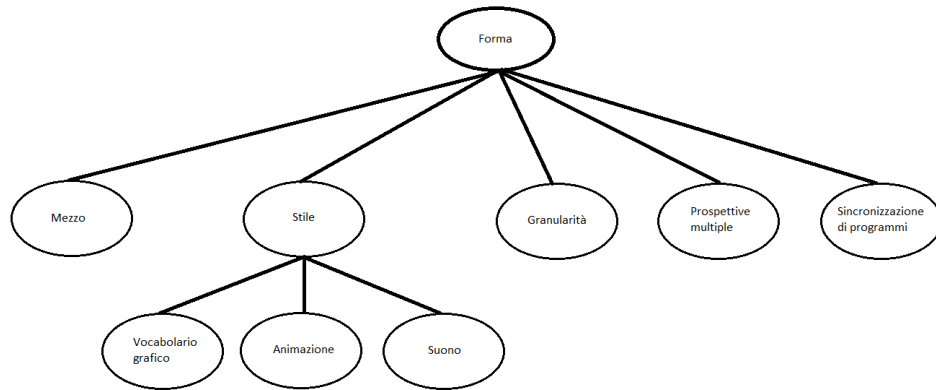 Forma
Mezzo
Stile
Granularità
Prospettive
multiple
Sincronizzazione
di programmi
Vocabolario
grafico
Animazione
Suono